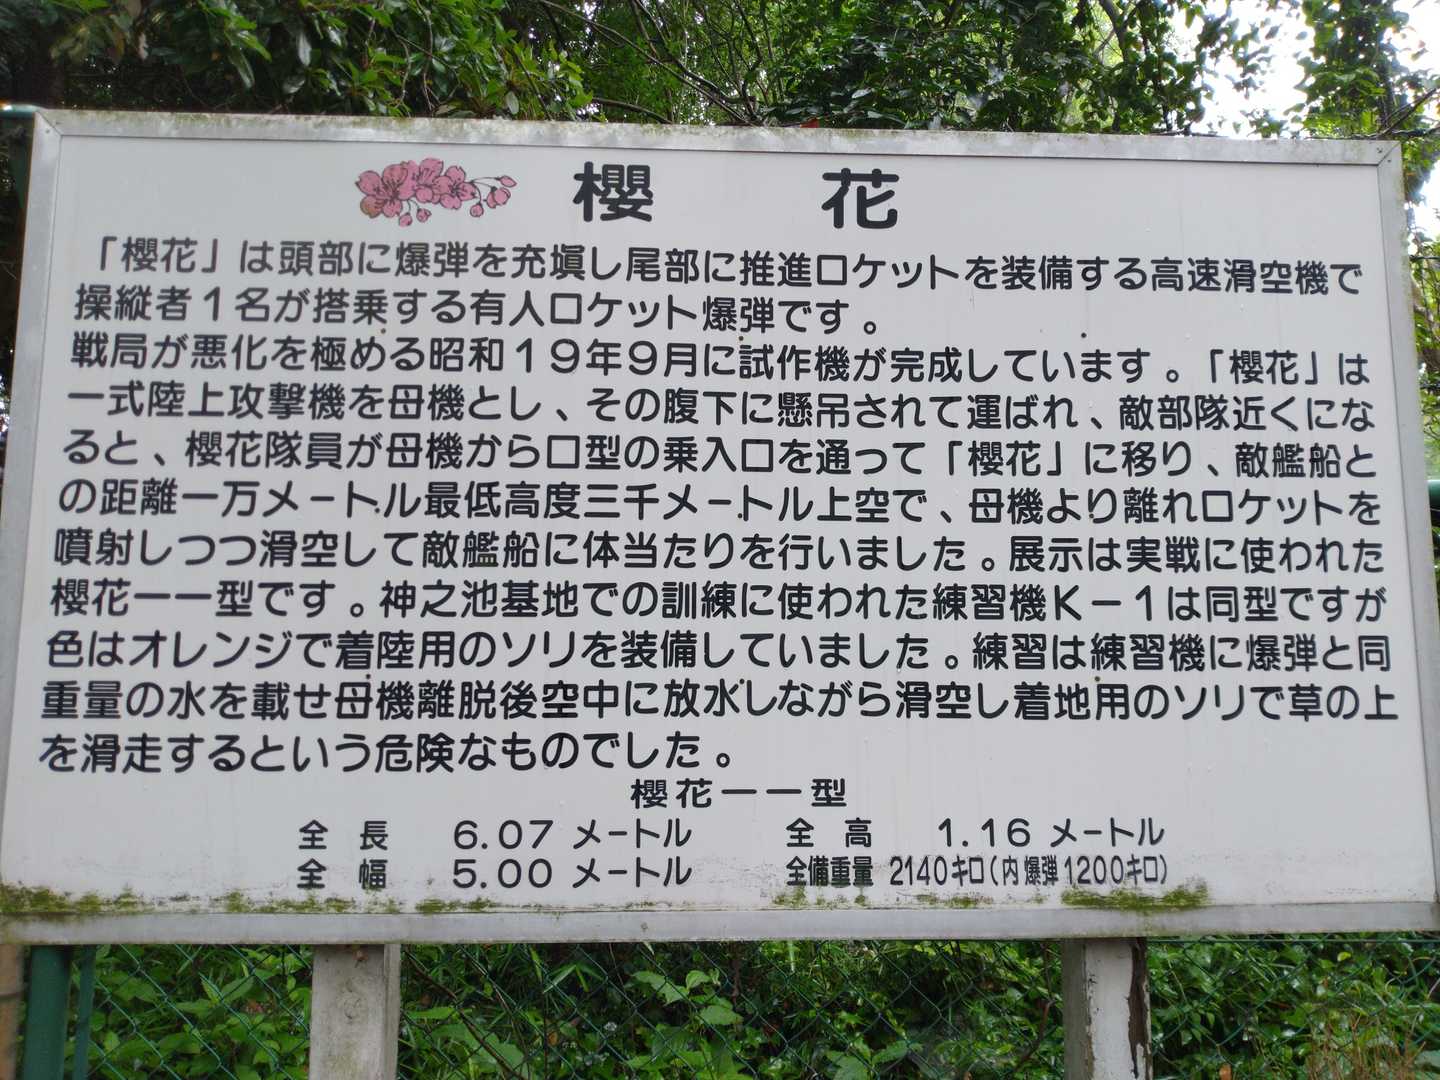 櫻花
「櫻花」は頭部に爆弾を充塡し尾部に推進ロケットを装備する高速滑空機で
操縦者1名が搭乗する有人ロケット爆弾です。
戦局が悪化を極める昭和19年9月に試作機が完成しています。「櫻花」は
一式陸上攻撃機を母機とし、その腹下に懸吊されて運ばれ、敵部隊近くにな
ると、櫻花隊員が母機から口型の乗入口を通って「櫻花」に移り、敵艦船と
の距離一万メートル最低高度三千メートル上空で、母機より離れロケットを
噴射しつつ滑空して敵艦船に体当たりを行いました。展示は実戦に使われた
櫻花一一型です。神之池基地での訓練に使われた練習機K－1は同型ですが
色はオレンジで着陸用のソリを装備していました。練習は練習機に爆弾と同
重量の水を載せ母機離脱後空中に放水しながら滑空し着地用のソリで草の上
を滑走するという危険なものでした。
櫻花一一型
全長 6.07メートル 全高 1.16メートル
全幅 5.00メートル 全備重量 2140キロ(内爆弾1200キロ)